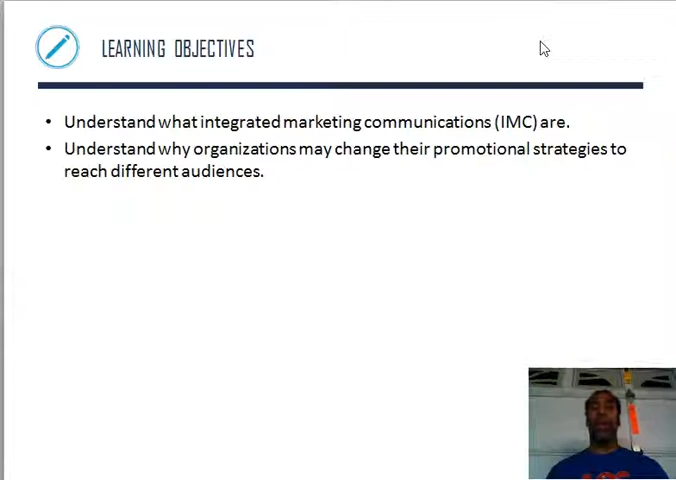 LEARNING OBJECTIVES
• Understand what integrated marketing communications (IMC) are.
• Understand why organizations may change their promotional strategies to
reach different audiences.